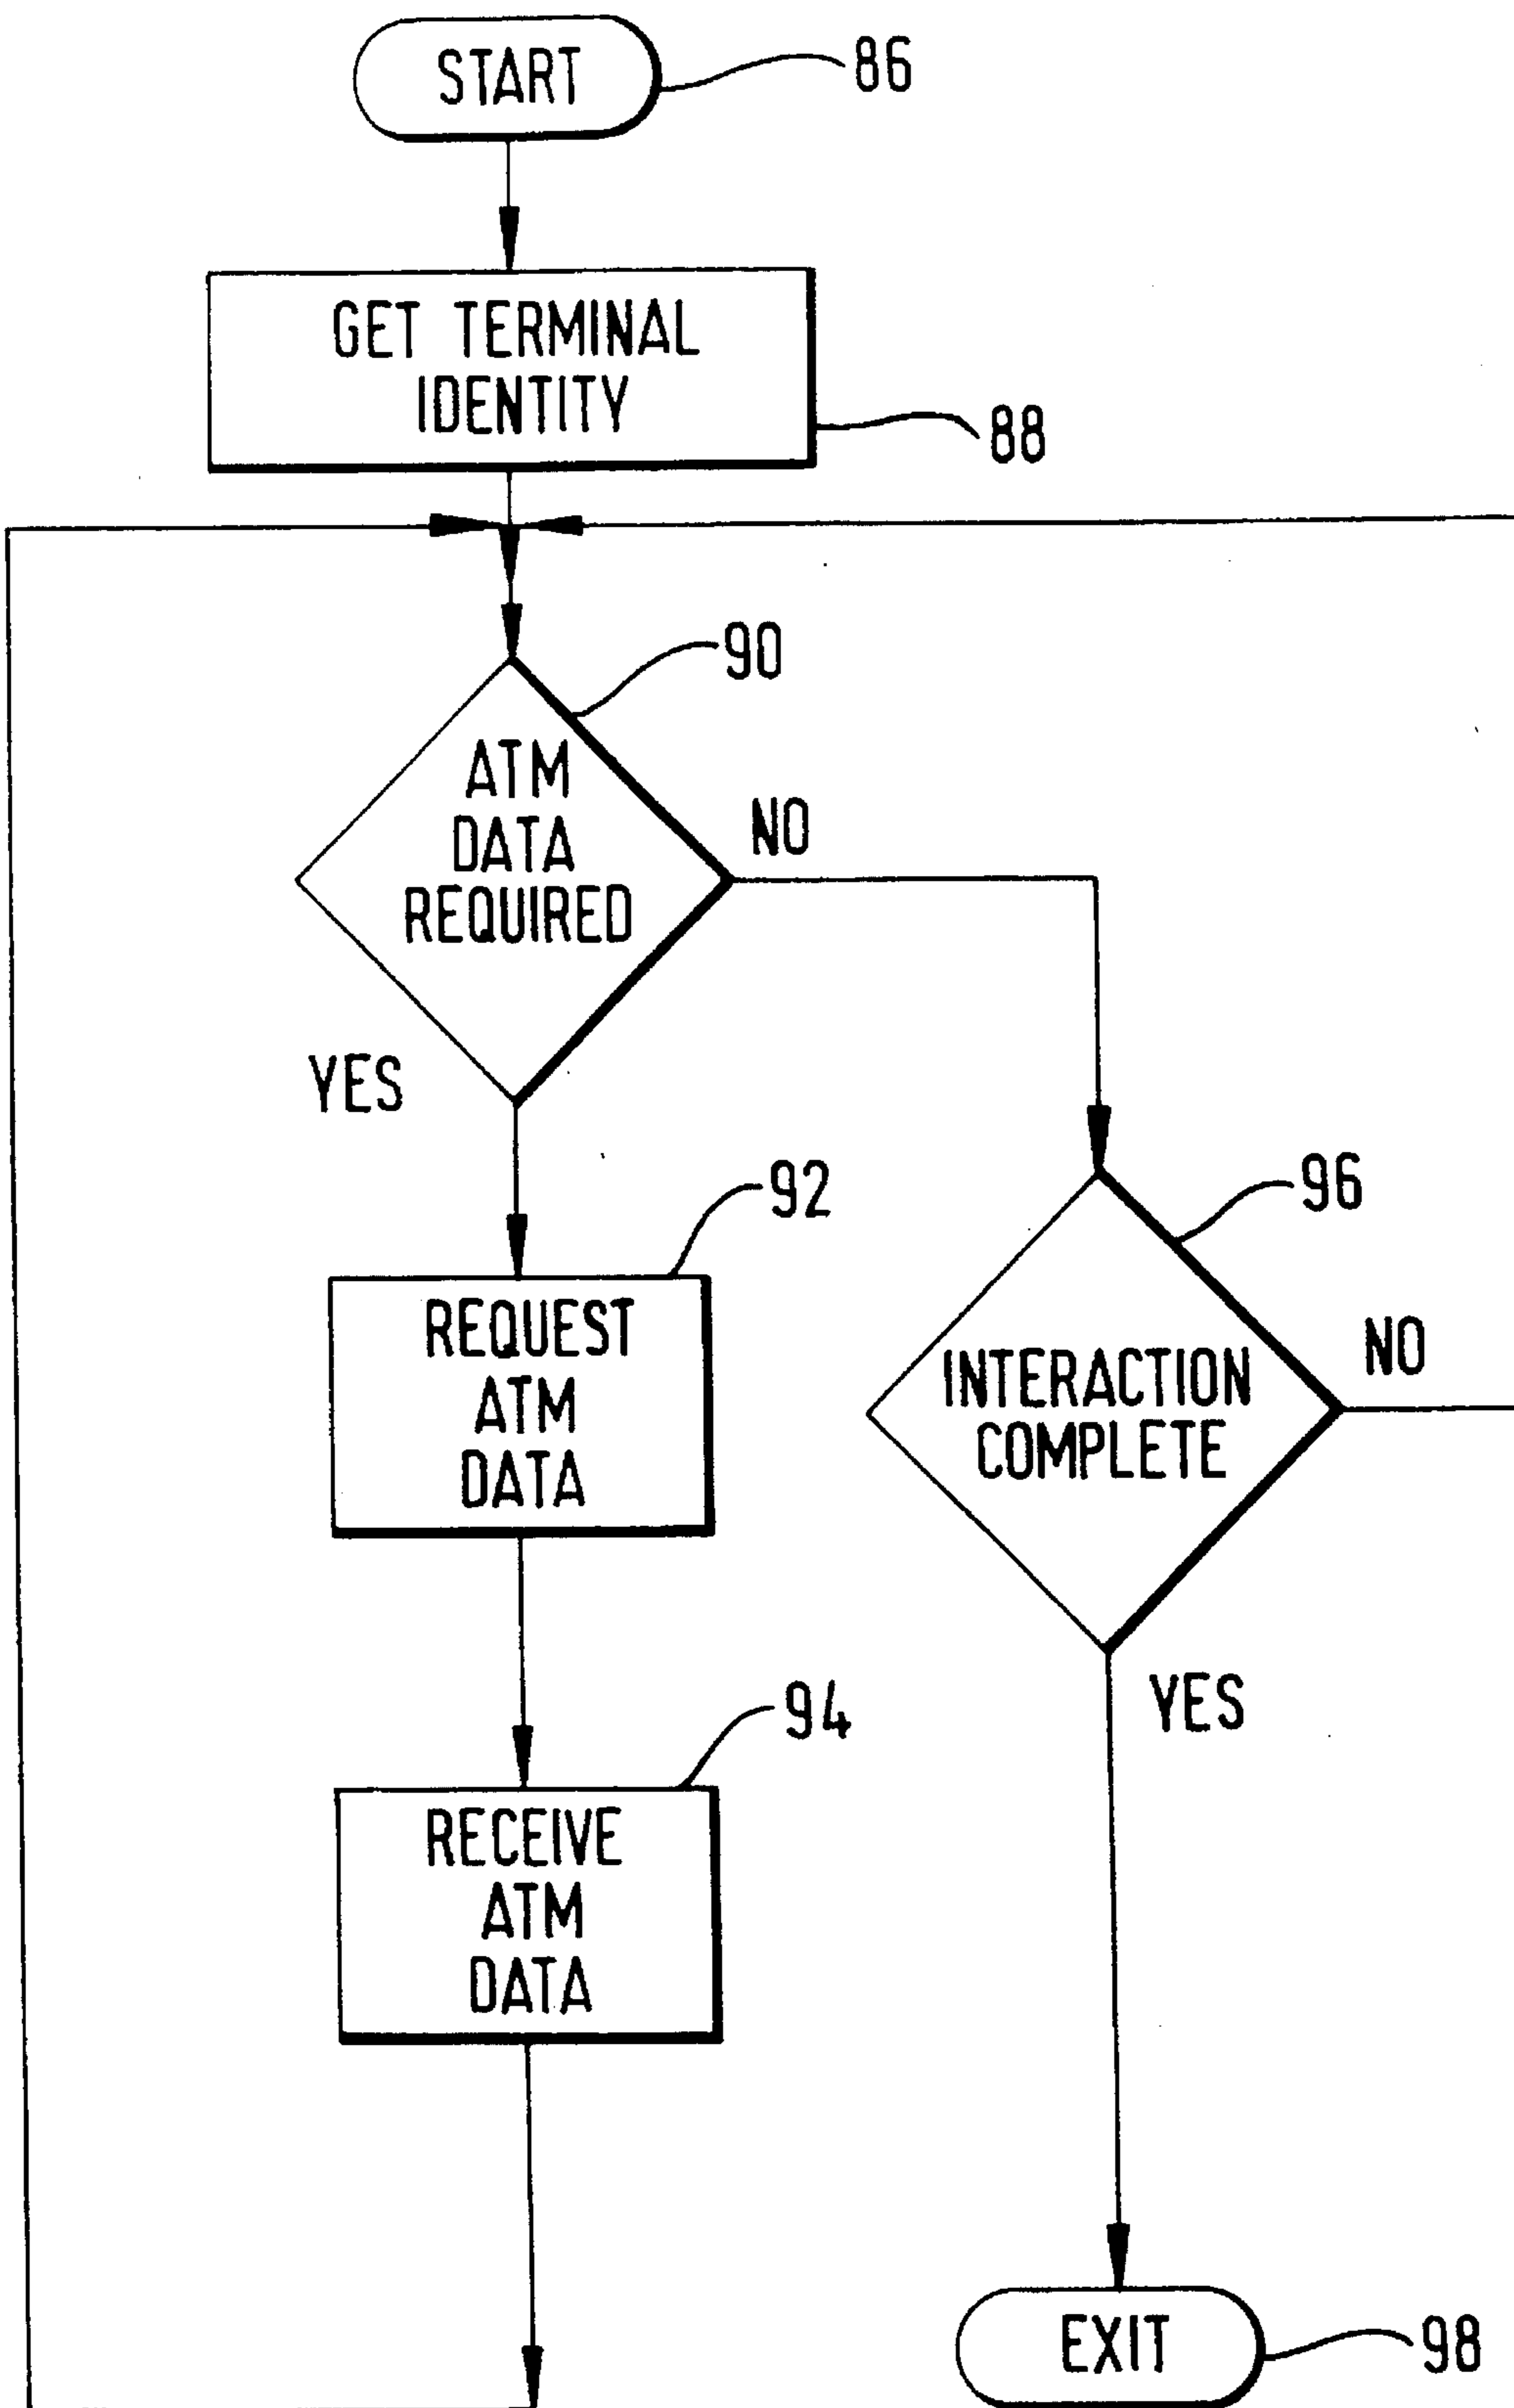 START
86
GET TERMINAL
IDENTITY
88
90
ATM
DATA
REQUIRED
NO
YES
92
REQUEST
ATM
DATA
96
INTERACTION
COMPLETE
NO
YES
94
RECEIVE
ATM
DATA
EXIT
98